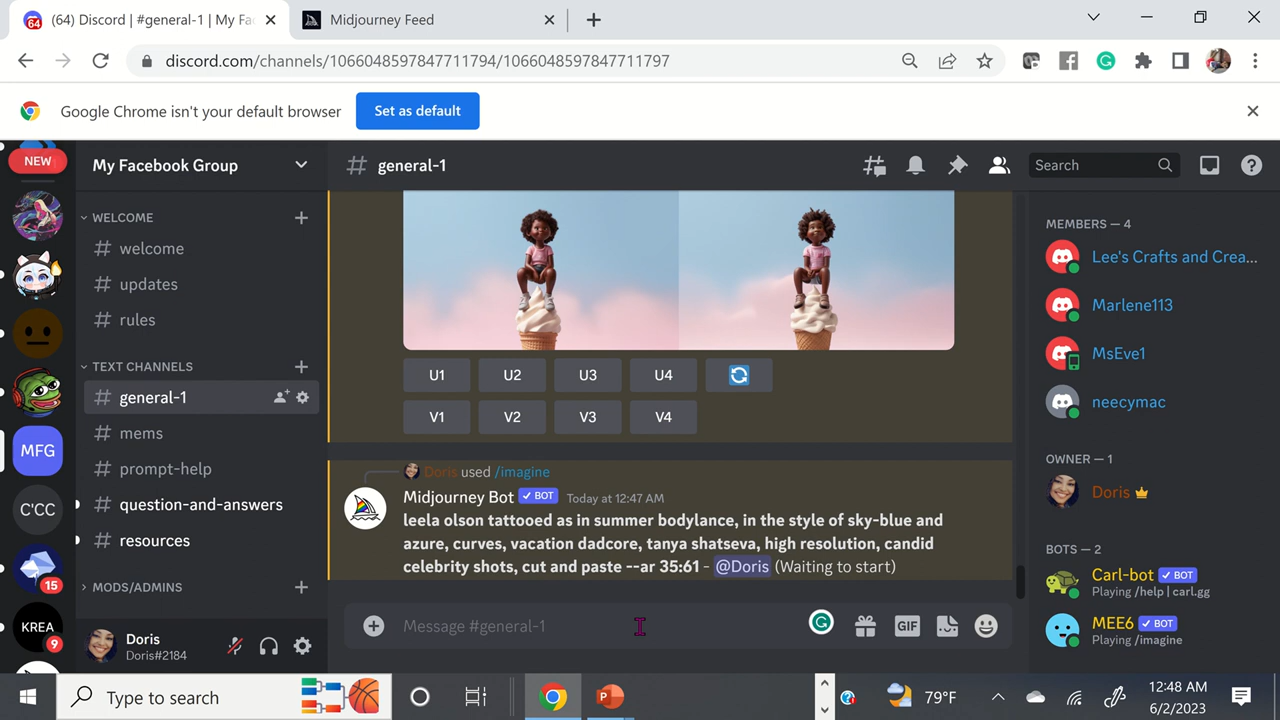 (64) Discord | #general-1 | My Fa
Midjourney Feed
discord.com/channels/1066048597847711794/1066048597847711797
Google Chrome isn't your default browser
Set as default
NEW
My Facebook Group
general-1
Search
WELCOME
welcome
updates
rules
TEXT CHANNELS
general-1
mems
prompt-help
question-and-answers
resources
MODS/ADMINS
MFG
C'CC
15
KREA
9
Doris
Doris#2184
U1 U2 U3 U4
V1 V2 V3 V4
Doris used /imagine
Midjourney Bot ✓ BOT Today at 12:47 AM
leela olson tattooed as in summer bodylance, in the style of sky-blue and
azure, curves, vacation dadcore, tanya shatseva, high resolution, candid
celebrity shots, cut and paste --ar 35:61 - @Doris (Waiting to start)
Message #general-1
GIF
MEMBERS — 4
Lee's Crafts and Crea...
Marlene113
MsEve1
neecymac
OWNER — 1
Doris
BOTS — 2
Carl-bot ✓ BOT
Playing /help | carl.gg
MEE6 ✓ BOT
Playing /imagine
Type to search
79°F
12:48 AM
6/2/2023